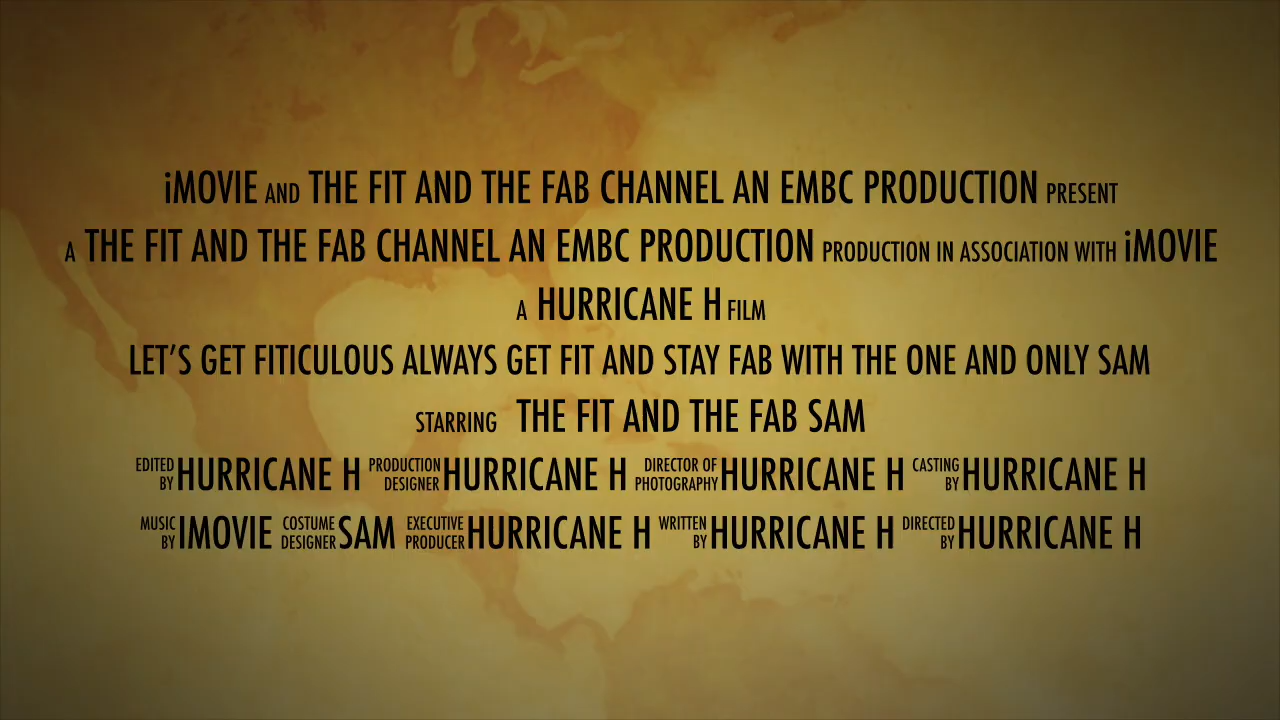 iMOVIE AND THE FIT AND THE FAB CHANNEL AN EMBC PRODUCTION PRESENT
A THE FIT AND THE FAB CHANNEL AN EMBC PRODUCTION PRODUCTION IN ASSOCIATION WITH iMOVIE
A HURRICANE H FILM
LET'S GET FITICULOUS ALWAYS GET FIT AND STAY FAB WITH THE ONE AND ONLY SAM
STARRING THE FIT AND THE FAB SAM
EDITED BY HURRICANE H PRODUCTION DESIGNER HURRICANE H DIRECTOR OF PHOTOGRAPHY HURRICANE H CASTING BY HURRICANE H
MUSIC BY IMOVIE COSTUME DESIGNER SAM EXECUTIVE PRODUCER HURRICANE H WRITTEN BY HURRICANE H DIRECTED BY HURRICANE H